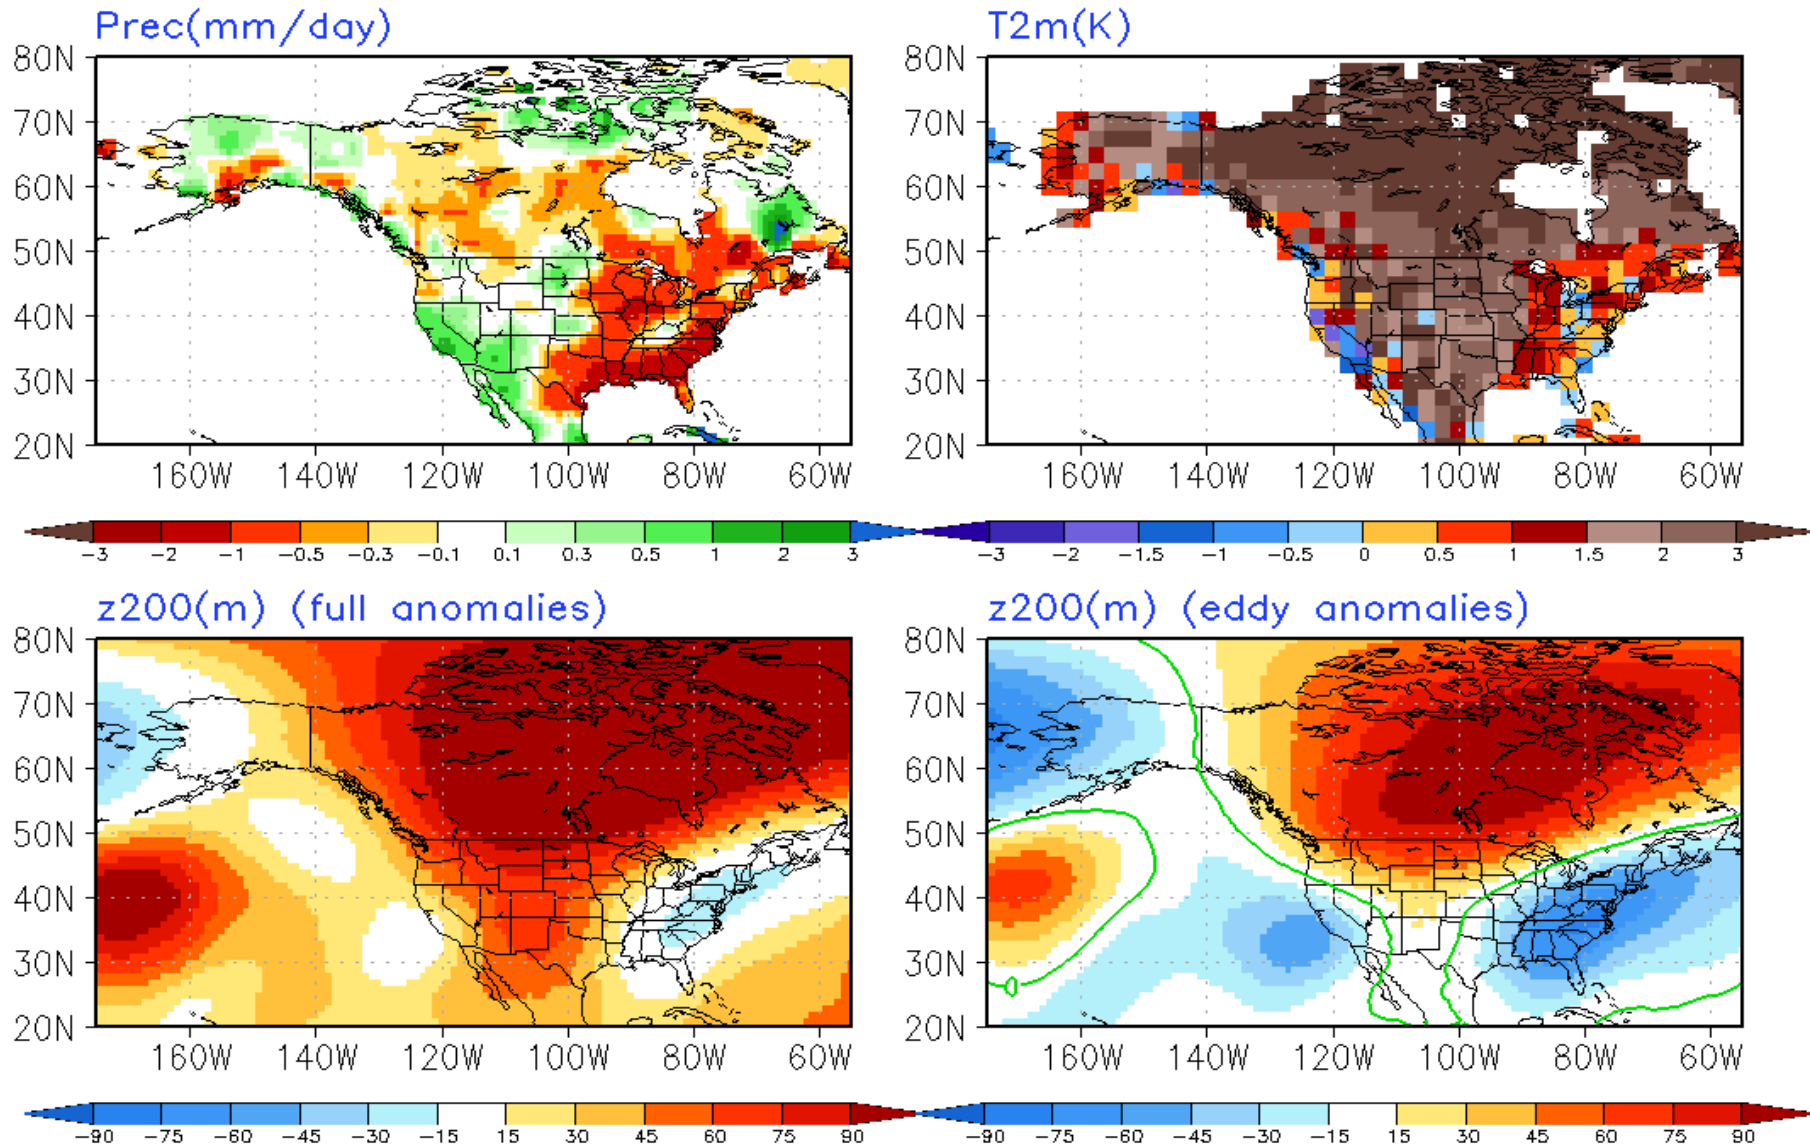 Prec(mm/day)
T2m(K)
80N
70N
60N
50N
40N
30N
20N
160W 140W 120W 100W 80W 60W
80N
70N
60N
50N
40N
30N
20N
160W 140W 120W 100W 80W 60W
-3 -2 -1 -0.5 -0.3 -0.1 0.1 0.3 0.5 1 2 3
-3 -2 -1.5 -1 -0.5 0 0.5 1 1.5 2 3
z200(m) (full anomalies)
z200(m) (eddy anomalies)
80N
70N
60N
50N
40N
30N
20N
160W 140W 120W 100W 80W 60W
80N
70N
60N
50N
40N
30N
20N
160W 140W 120W 100W 80W 60W
-90 -75 -60 -45 -30 -15 15 30 45 60 75 90
-90 -75 -60 -45 -30 -15 15 30 45 60 75 90